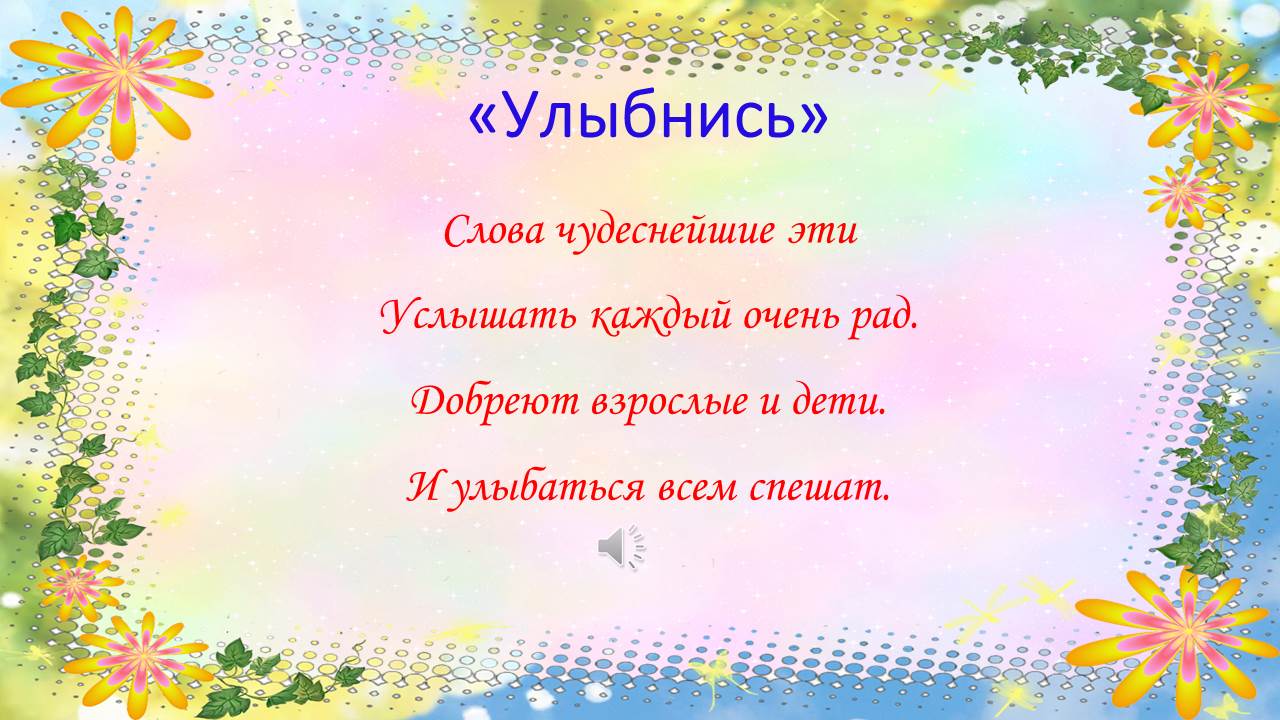 «Улыбнись»
Слова чудеснейшие эти
Услышать каждый очень рад.
Добреют взрослые и дети.
И улыбаться всем спешат.